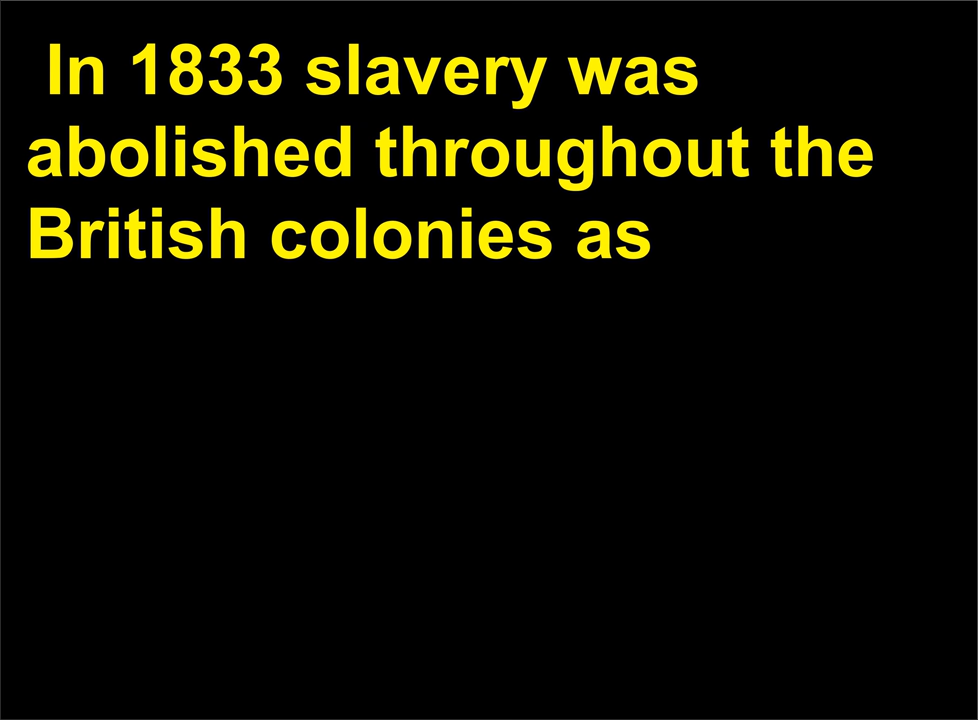 In 1833 slavery was
abolished throughout the
British colonies as